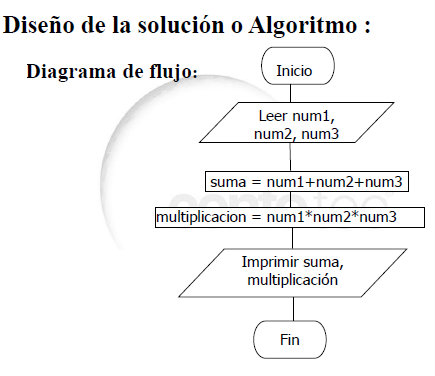 Diseño de la solución o Algoritmo :
Diagrama de flujo:
Inicio
Leer num1,
num2, num3
suma = num1+num2+num3
multiplicacion = num1*num2*num3
Imprimir suma,
multiplicación
Fin